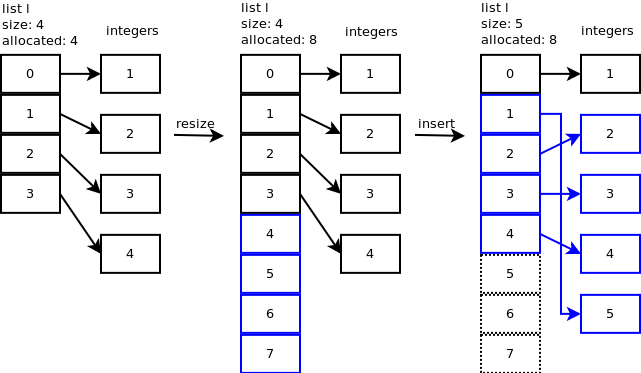 list l
size: 4
allocated: 4
integers
0
1
2
3
1
2
3
4
resize
list l
size: 4
allocated: 8
integers
0
1
2
3
4
5
6
7
1
2
3
4
insert
list l
size: 5
allocated: 8
integers
0
1
2
3
4
5
6
7
1
2
3
4
5